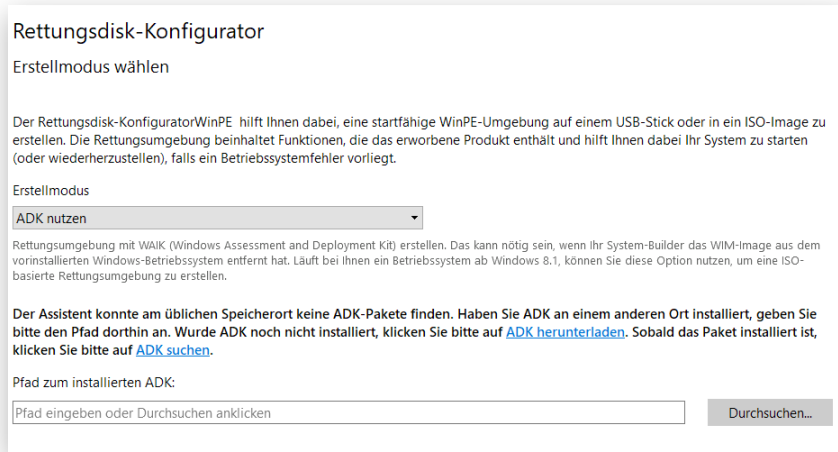 Rettungsdisk-Konfigurator
Erstellmodus wählen
Der Rettungsdisk-KonfiguratorWinPE  hilft Ihnen dabei, eine startfähige WinPE-Umgebung auf einem USB-Stick oder in ein ISO-Image zu
erstellen. Die Rettungsumgebung beinhaltet Funktionen, die das erworbene Produkt enthält und hilft Ihnen dabei Ihr System zu starten
(oder wiederherzustellen), falls ein Betriebssystemfehler vorliegt.
Erstellmodus
ADK nutzen
Rettungsumgebung mit WAIK (Windows Assessment and Deployment Kit) erstellen. Das kann nötig sein, wenn Ihr System-Builder das WIM-Image aus dem
vorinstallierten Windows-Betriebssystem entfernt hat. Läuft bei Ihnen ein Betriebssystem ab Windows 8.1, können Sie diese Option nutzen, um eine ISO-
basierte Rettungsumgebung zu erstellen.
Der Assistent konnte am üblichen Speicherort keine ADK-Pakete finden. Haben Sie ADK an einem anderen Ort installiert, geben Sie
bitte den Pfad dorthin an. Wurde ADK noch nicht installiert, klicken Sie bitte auf ADK herunterladen. Sobald das Paket installiert ist,
klicken Sie bitte auf ADK suchen.
Pfad zum installierten ADK:
Pfad eingeben oder Durchsuchen anklicken
Durchsuchen...